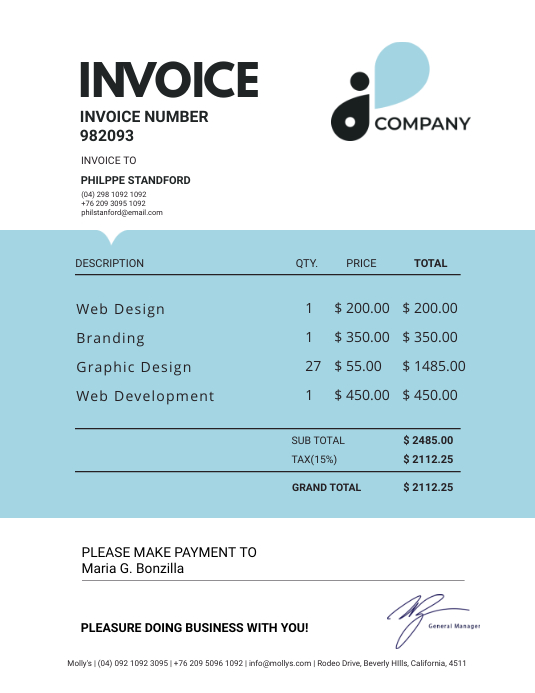 INVOICE
INVOICE NUMBER
982093
COMPANY
INVOICE TO
PHILPPE STANDFORD
(04) 298 1092 1092
+76 209 3095 1092
philstanford@email.com
DESCRIPTION QTY. PRICE TOTAL
Web Design 1 $ 200.00 $ 200.00
Branding 1 $ 350.00 $ 350.00
Graphic Design 27 $ 55.00 $ 1485.00
Web Development 1 $ 450.00 $ 450.00
SUB TOTAL $ 2485.00
TAX(15%) $ 2112.25
GRAND TOTAL $ 2112.25
PLEASE MAKE PAYMENT TO
Maria G. Bonzilla
General Manager
PLEASURE DOING BUSINESS WITH YOU!
Molly's | (04) 092 1092 3095 | +76 209 5096 1092 | info@mollys.com | Rodeo Drive, Beverly HIlls, California, 4511